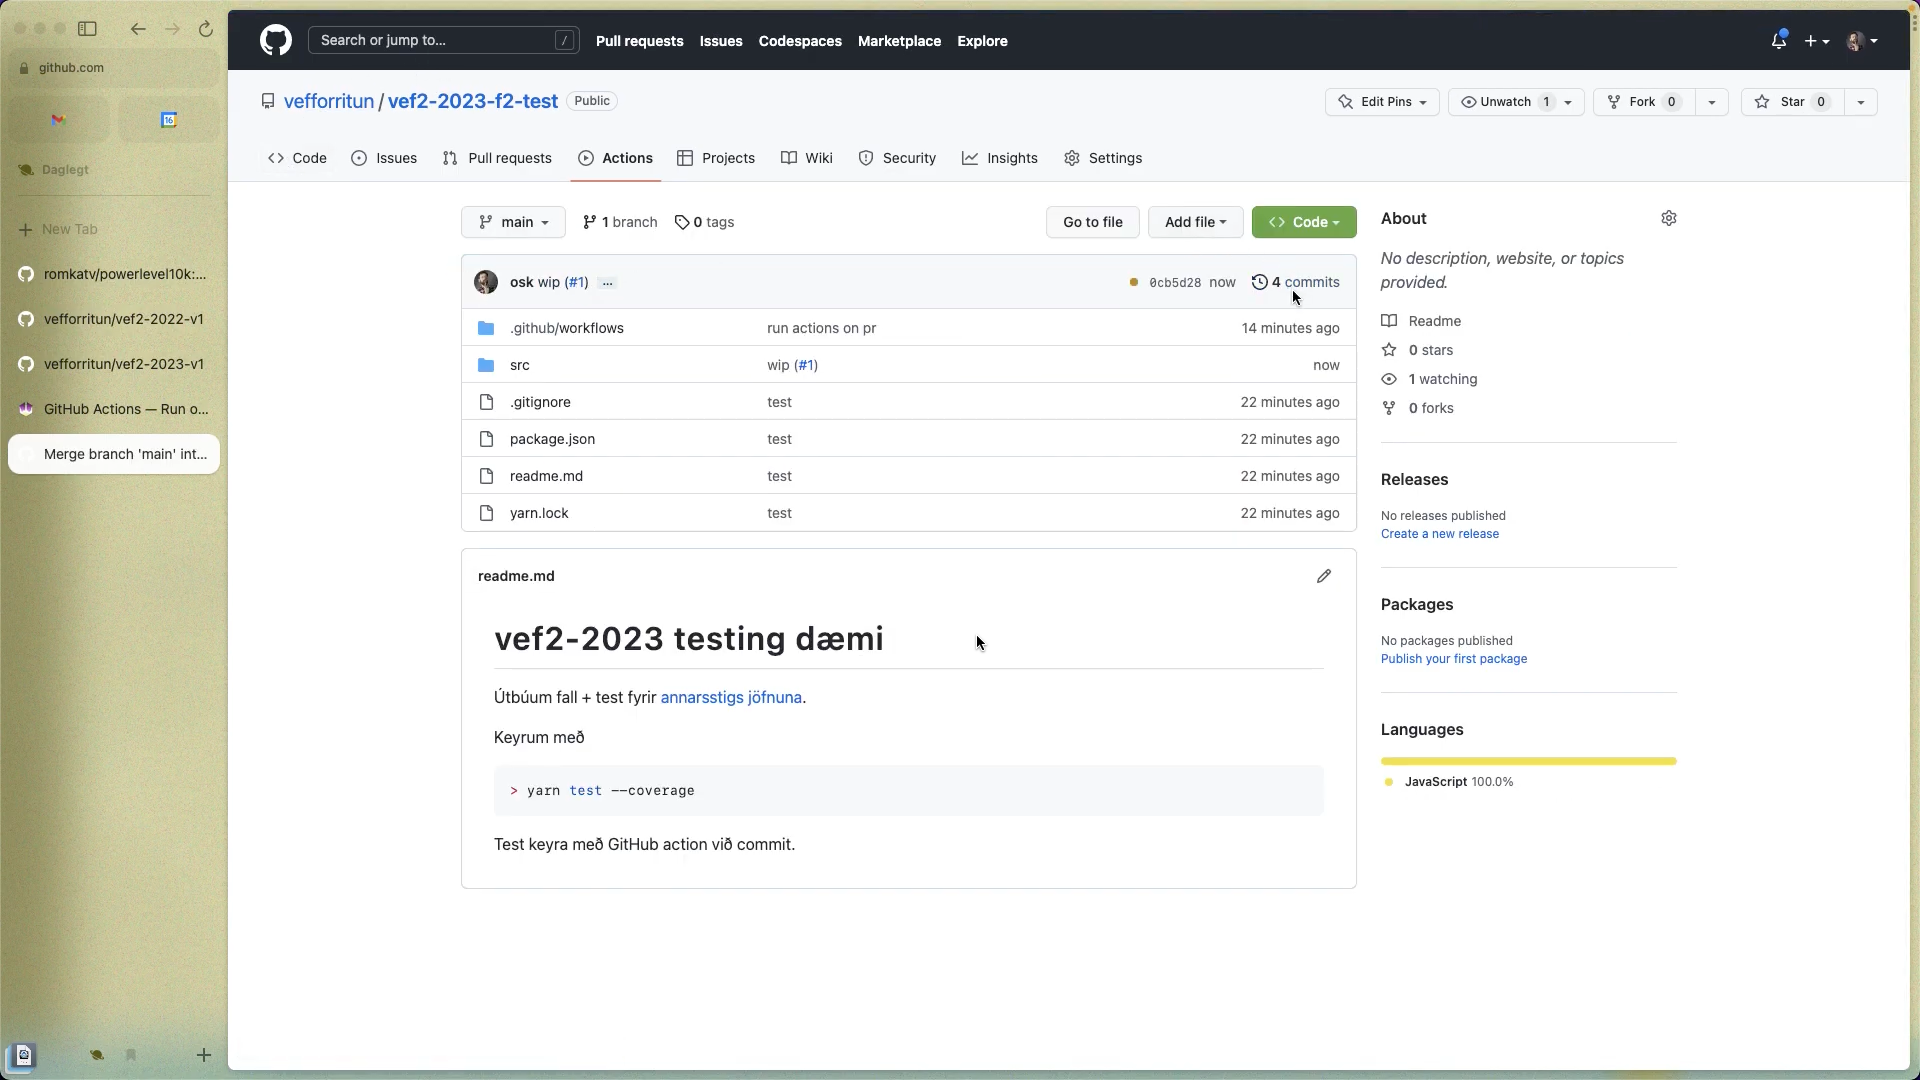 github.com
16
Daglegt
New Tab
romkatv/powerlevel10k:...
vefforritun/vef2-2022-v1
vefforritun/vef2-2023-v1
GitHub Actions — Run o...
Merge branch 'main' int...
Search or jump to... /
Pull requests Issues Codespaces Marketplace Explore
vefforritun / vef2-2023-f2-test Public
Edit Pins Unwatch 1 Fork 0 Star 0
Code Issues Pull requests Actions Projects Wiki Security Insights Settings
main 1 branch 0 tags Go to file Add file <> Code
osk wip (#1) ... 0cb5d28 now 4 commits
.github/workflows run actions on pr 14 minutes ago
src wip (#1) now
.gitignore test 22 minutes ago
package.json test 22 minutes ago
readme.md test 22 minutes ago
yarn.lock test 22 minutes ago
readme.md
vef2-2023 testing dæmi
Útbúum fall + test fyrir annarsstigs jöfnuna.
Keyrum með
> yarn test --coverage
Test keyra með GitHub action við commit.
About
No description, website, or topics
provided.
Readme
0 stars
1 watching
0 forks
Releases
No releases published
Create a new release
Packages
No packages published
Publish your first package
Languages
JavaScript 100.0%